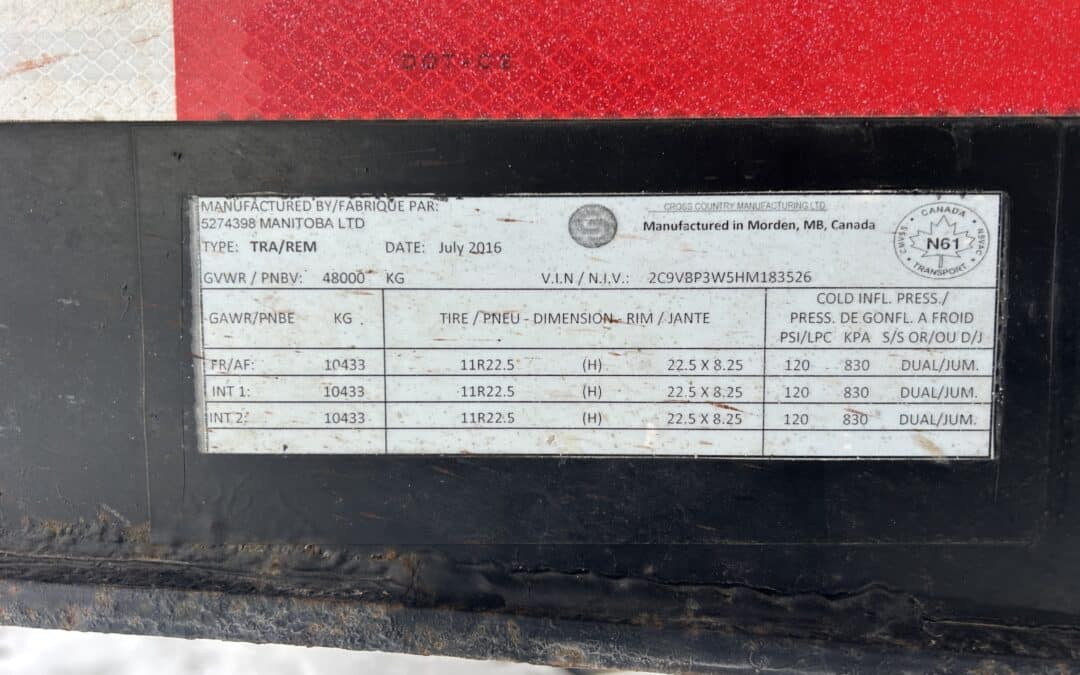 DOT-C2
MANUFACTURED BY/FABRIQUE PAR:
5274398 MANITOBA LTD
CROSS COUNTRY MANUFACTURING LTD
Manufactured in Morden, MB, Canada
TYPE: TRA/REM DATE: July 2016
CANADA
CMVSS N61 NSVAC
TRANSPORT
GVWR / PNBV: 48000 KG V.I.N / N.I.V.: 2C9VBP3W5HM183526
COLD INFL. PRESS./
GAWR/PNBE KG TIRE / PNEU - DIMENSION - RIM / JANTE PRESS. DE GONFL. A FROID
PSI/LPC KPA S/S OR/OU D/J
FR/AF: 10433 11R22.5 (H) 22.5 X 8.25 120 830 DUAL/JUM.
INT 1: 10433 11R22.5 (H) 22.5 X 8.25 120 830 DUAL/JUM.
INT 2: 10433 11R22.5 (H) 22.5 X 8.25 120 830 DUAL/JUM.